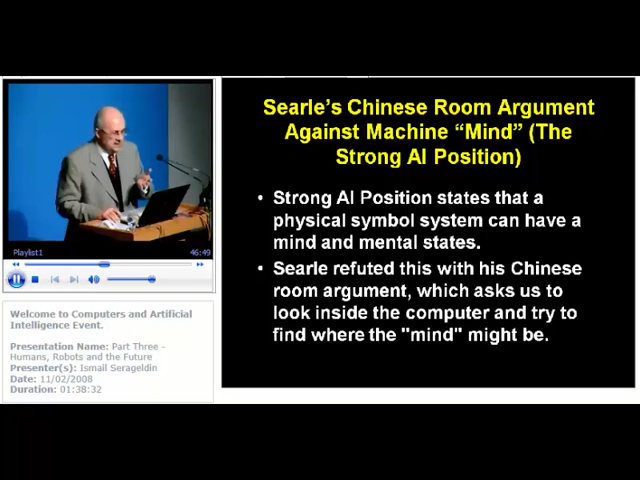 Searle's Chinese Room Argument
Against Machine “Mind” (The
Strong AI Position)
• Strong AI Position states that a
physical symbol system can have a
mind and mental states.
• Searle refuted this with his Chinese
room argument, which asks us to
look inside the computer and try to
find where the "mind" might be.
Playlist1 46:49
Welcome to Computers and Artificial
Intelligence Event.
Presentation Name: Part Three -
Humans, Robots and the Future
Presenter(s): Ismail Serageldin
Date: 11/02/2008
Duration: 01:38:32